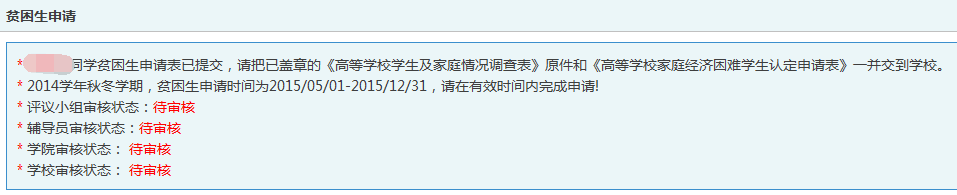 贫困生申请
* 同学贫困生申请表已提交，请把已盖章的《高等学校学生及家庭情况调查表》原件和《高等学校家庭经济困难学生认定申请表》一并交到学校。
* 2014学年秋冬学期，贫困生申请时间为2015/05/01-2015/12/31，请在有效时间内完成申请!
* 评议小组审核状态：待审核
* 辅导员审核状态：待审核
* 学院审核状态： 待审核
* 学校审核状态： 待审核